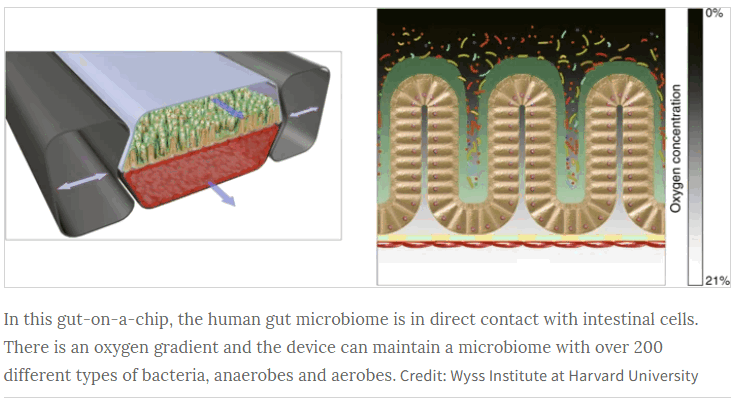 0%
Oxygen concentration
21%
In this gut-on-a-chip, the human gut microbiome is in direct contact with intestinal cells.
There is an oxygen gradient and the device can maintain a microbiome with over 200
different types of bacteria, anaerobes and aerobes. Credit: Wyss Institute at Harvard University